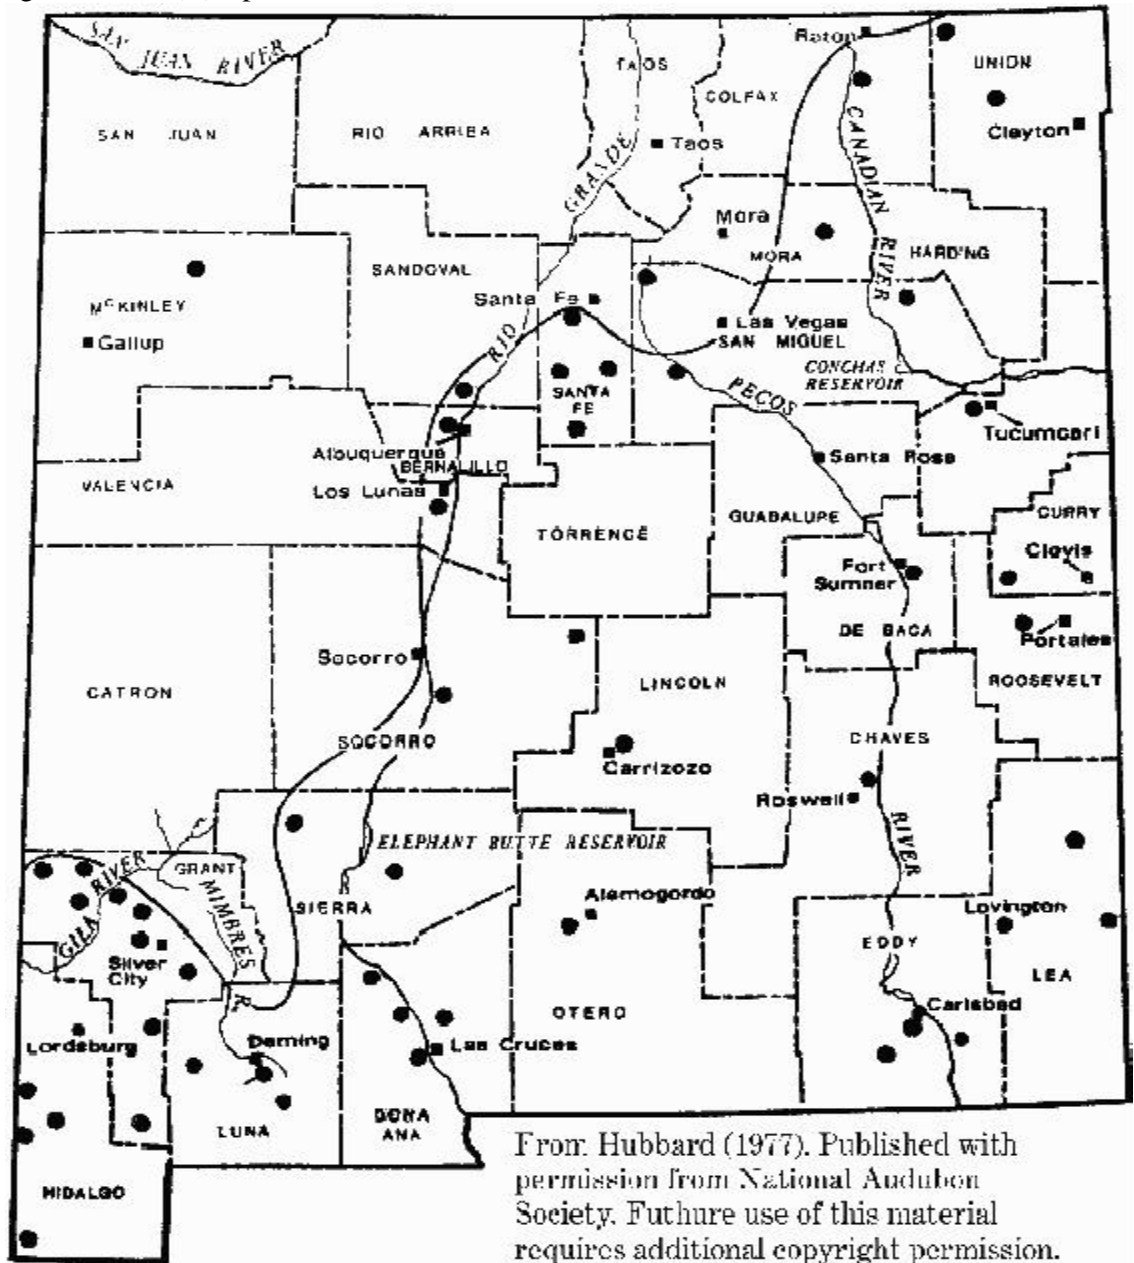 SAN JUAN RIVER
TAOS
Raton
UNION
COLFAX
SAN JUAN
RIO ARRIBA
Taos
CANADIAN RIVER
Clayton
RIO GRANDE
Mora
MORA
HARDING
SANDOVAL
Santa Fe
McKINLEY
Gallup
Las Vegas
SAN MIGUEL
CONCHAS
RESERVOIR
SANTA
FE
PECOS RIVER
Tucumcari
Albuquerque
BERNALILLO
Santa Rosa
VALENCIA
Los Lunas
GUADALUPE
CURRY
TORRENCE
Clovis
Fort
Sumner
DE BACA
Portales
Socorro
LINCOLN
ROOSEVELT
CATRON
SOCORRO
CHAVES
Carrizozo
Roswell
ELEPHANT BUTTE RESERVOIR
GILA RIVER
GRANT
MIMBRES R.
SIERRA
Alamogordo
Lovington
Silver
City
EDDY
LEA
OTERO
Carlsbad
Lordsburg
Deming
Las Cruces
LUNA
DONA
ANA
HIDALGO
From Hubbard (1977). Published with
permission from National Audubon
Society. Futhure use of this material
requires additional copyright permission.